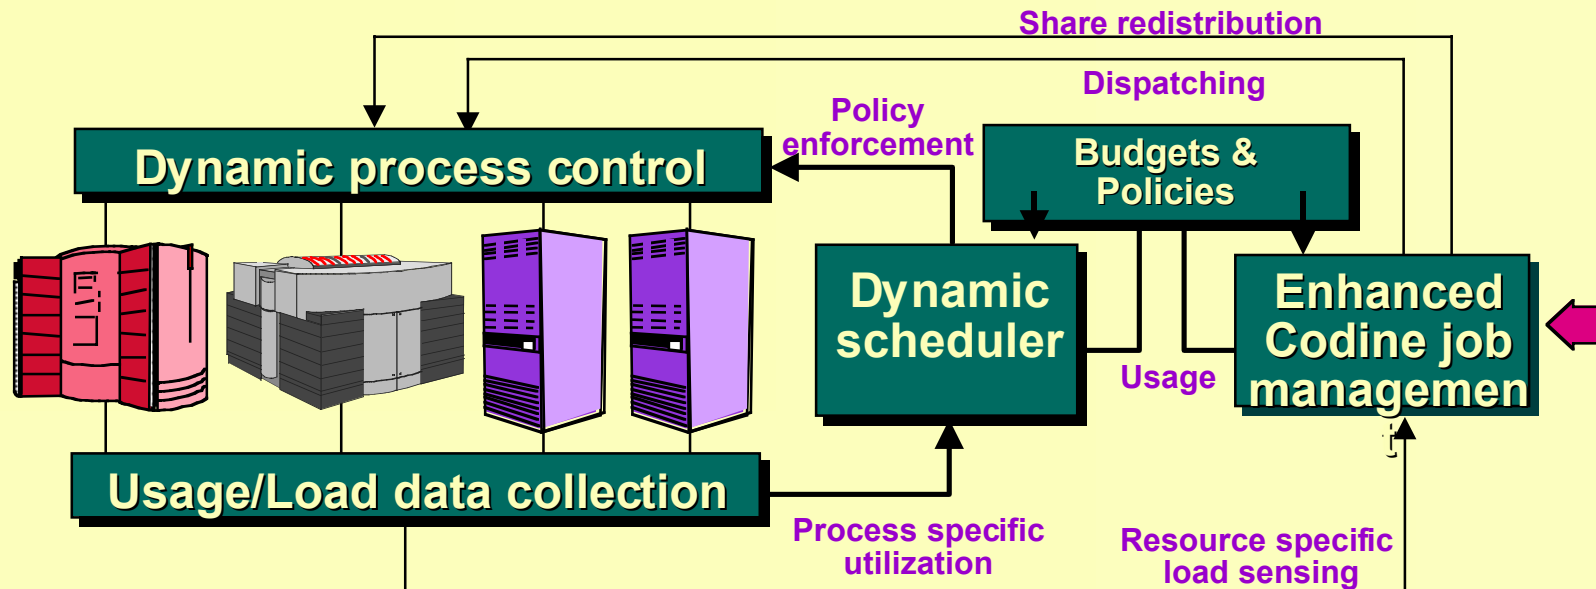 Share redistribution
Dispatching
Policy
enforcement
Budgets &
Policies
Dynamic process control
Dynamic
scheduler
Enhanced
Codine job
managemen
t
Usage
Usage/Load data collection
Process specific
utilization
Resource specific
load sensing